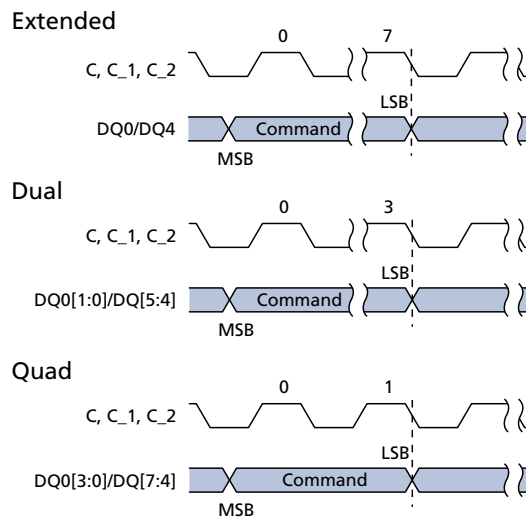 Extended
0 7
C, C_1, C_2
LSB
DQ0/DQ4 Command
MSB
Dual
0 3
C, C_1, C_2
LSB
DQ0[1:0]/DQ[5:4] Command
MSB
Quad
0 1
C, C_1, C_2
LSB
DQ0[3:0]/DQ[7:4] Command
MSB